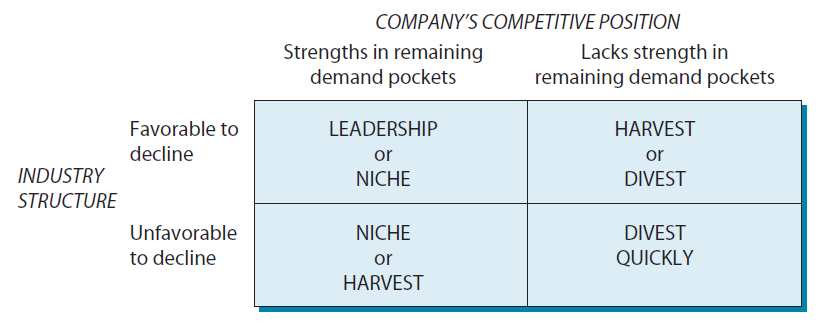 COMPANY'S COMPETITIVE POSITION
Strengths in remaining
demand pockets
Lacks strength in
remaining demand pockets
INDUSTRY
STRUCTURE
Favorable to
decline
LEADERSHIP
or
NICHE
HARVEST
or
DIVEST
Unfavorable
to decline
NICHE
or
HARVEST
DIVEST
QUICKLY